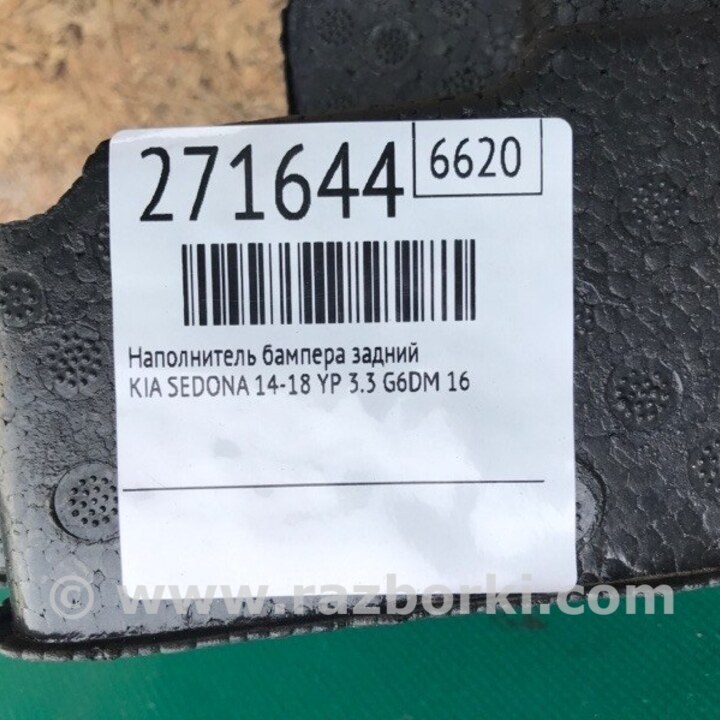 271644
6620
Наполнитель бампера задний
KIA SEDONA 14-18 YP 3.3 G6DM 16
© www.razborki.com